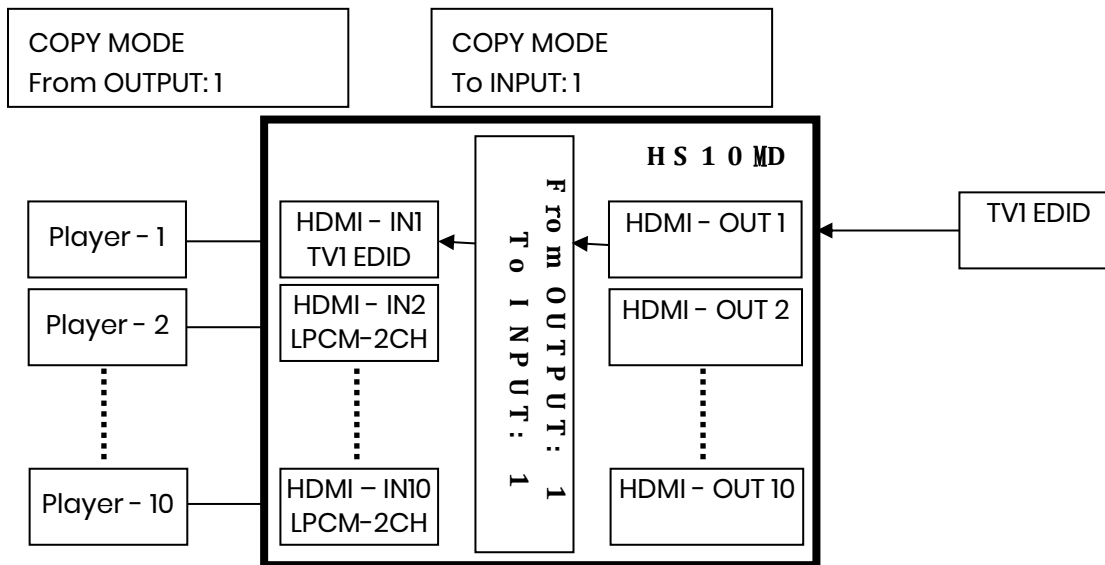 COPY MODE
From OUTPUT: 1
COPY MODE
To INPUT: 1
HS10MD
Player - 1
HDMI - IN1
TV1 EDID
From OUTPUT: 1
To INPUT: 1
HDMI - OUT 1
TV1 EDID
Player - 2
HDMI - IN2
LPCM-2CH
HDMI - OUT 2
Player - 10
HDMI - IN10
LPCM-2CH
HDMI - OUT 10